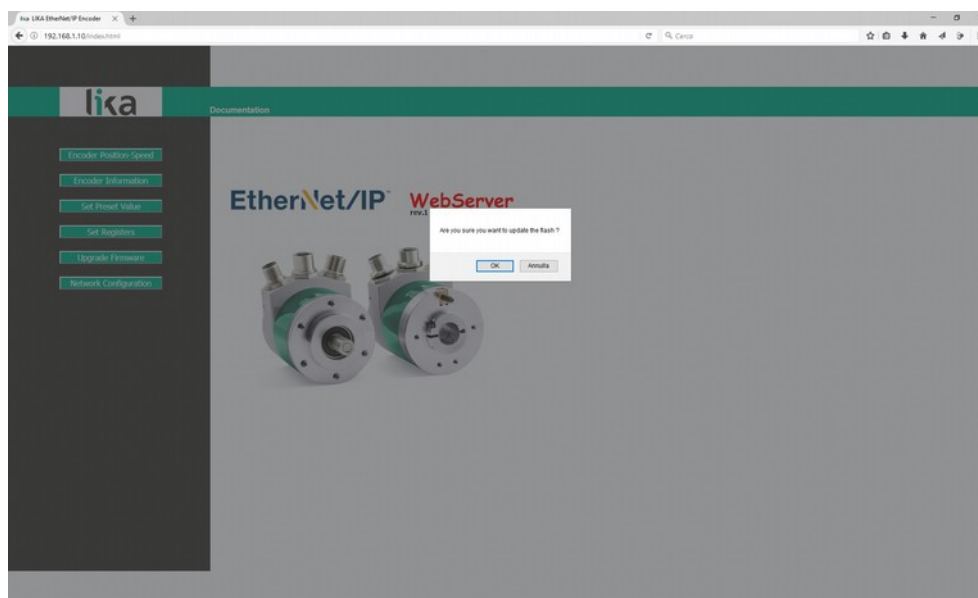 lika LIKA EtherNet/IP Encoder
192.168.1.10/index.html
Cerca
lika
Documentation
Encoder Position-Speed
Encoder Information
Set Preset Value
Set Registers
Upgrade Firmware
Network Configuration
EtherNet/IP
WebServer
rev.1
Are you sure you want to update the flash ?
OK
Annulla